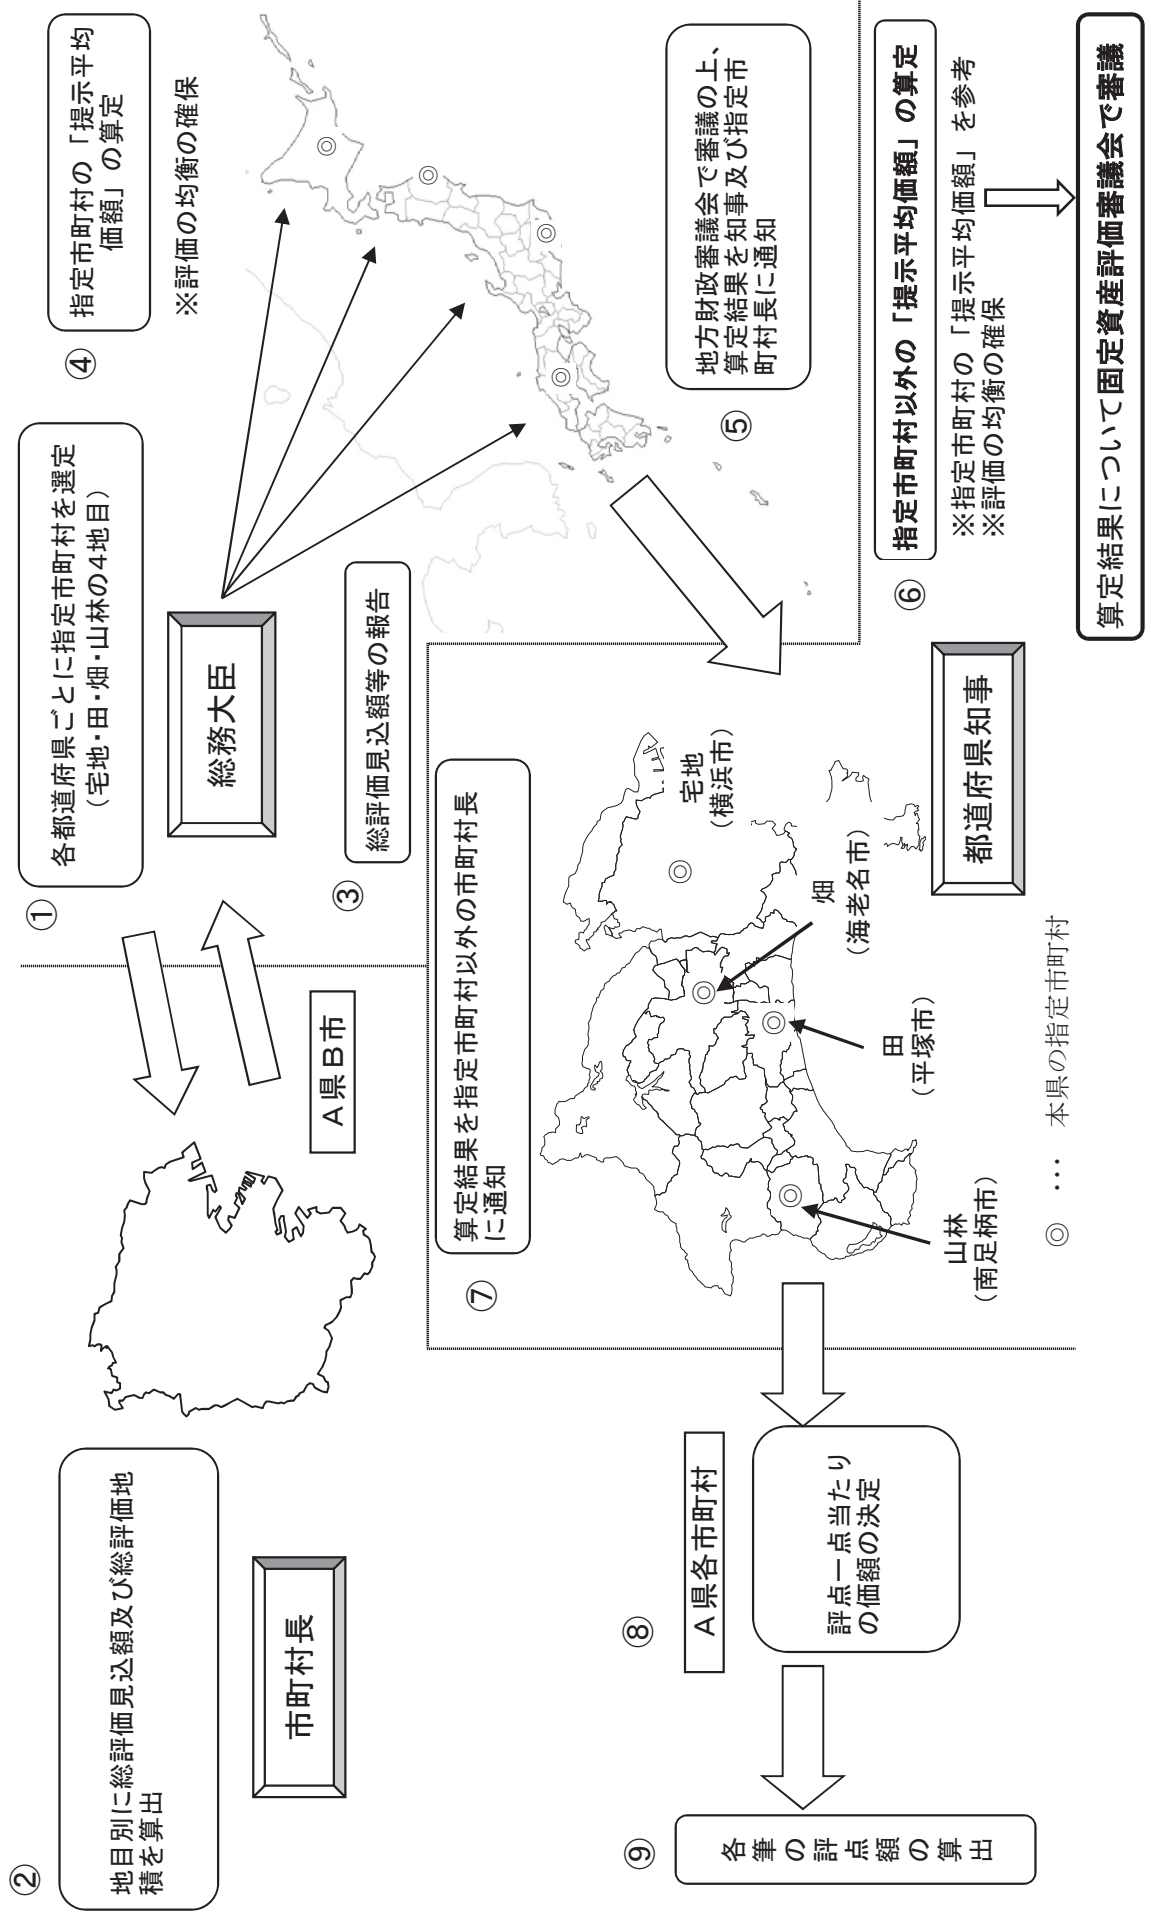 ①
各都道府県ごとに指定市町村を選定
（宅地・田・畑・山林の４地目）
総務大臣
②
地目別に総評価見込額及び総評価地
積を算出
市町村長
Ａ県Ｂ市
③
総評価見込額等の報告
④
指定市町村の「提示平均
価額」の算定
※評価の均衡の確保
⑤
地方財政審議会で審議の上、
算定結果を知事及び指定市
町村長に通知
⑥
指定市町村以外の「提示平均価額」の算定
※指定市町村の「提示平均価額」を参考
※評価の均衡の確保
算定結果について固定資産評価審議会で審議
都道府県知事
⑦
算定結果を指定市町村以外の市町村長
に通知
宅地
（横浜市）
畑
（海老名市）
田
（平塚市）
山林
（南足柄市）
◎ … 本県の指定市町村
⑧
Ａ県各市町村
評点一点当たり
の価額の決定
⑨
各筆の評点額の算出